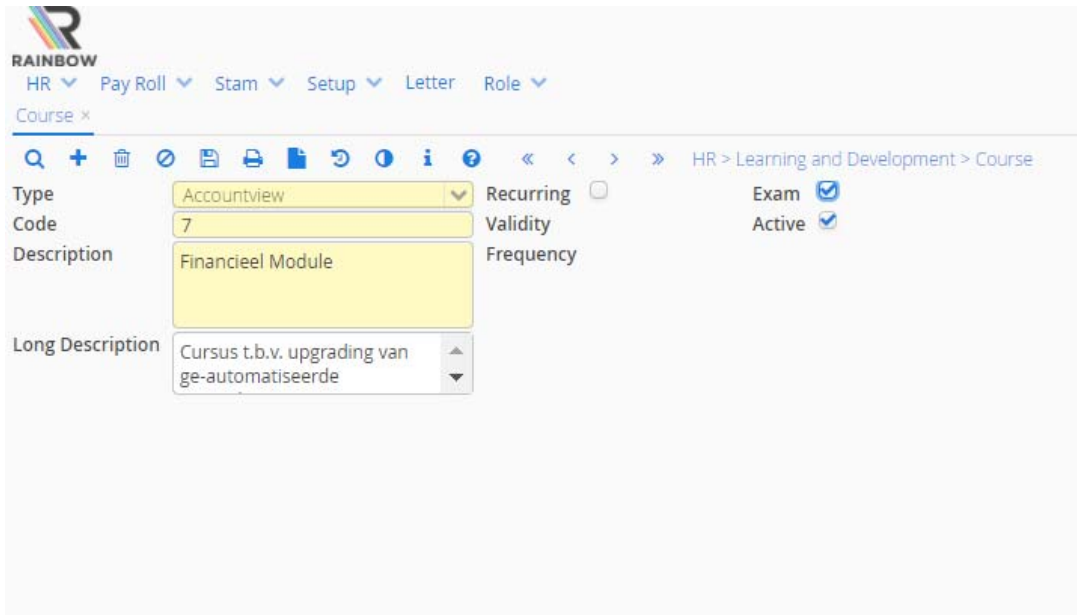 RAINBOW
HR Pay Roll Stam Setup Letter Role
Course ×
HR > Learning and Development > Course
Type Accountview Recurring Exam
Code 7 Validity Active
Description Financieel Module Frequency
Long Description Cursus t.b.v. upgrading van
ge-automatiseerde